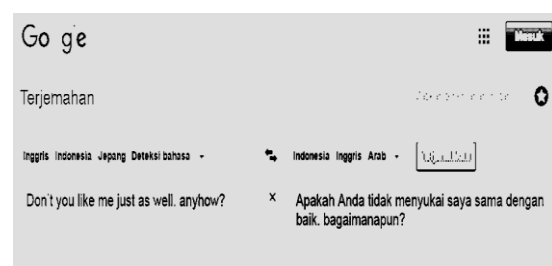 Go g'e
Masuk
Terjemahan
Inggris Indonesia Jepang Deteksi bahasa
Indonesia Inggris Arab
Don't you like me just as well. anyhow?
x
Apakah Anda tidak menyukai saya sama dengan
baik. bagaimanapun?